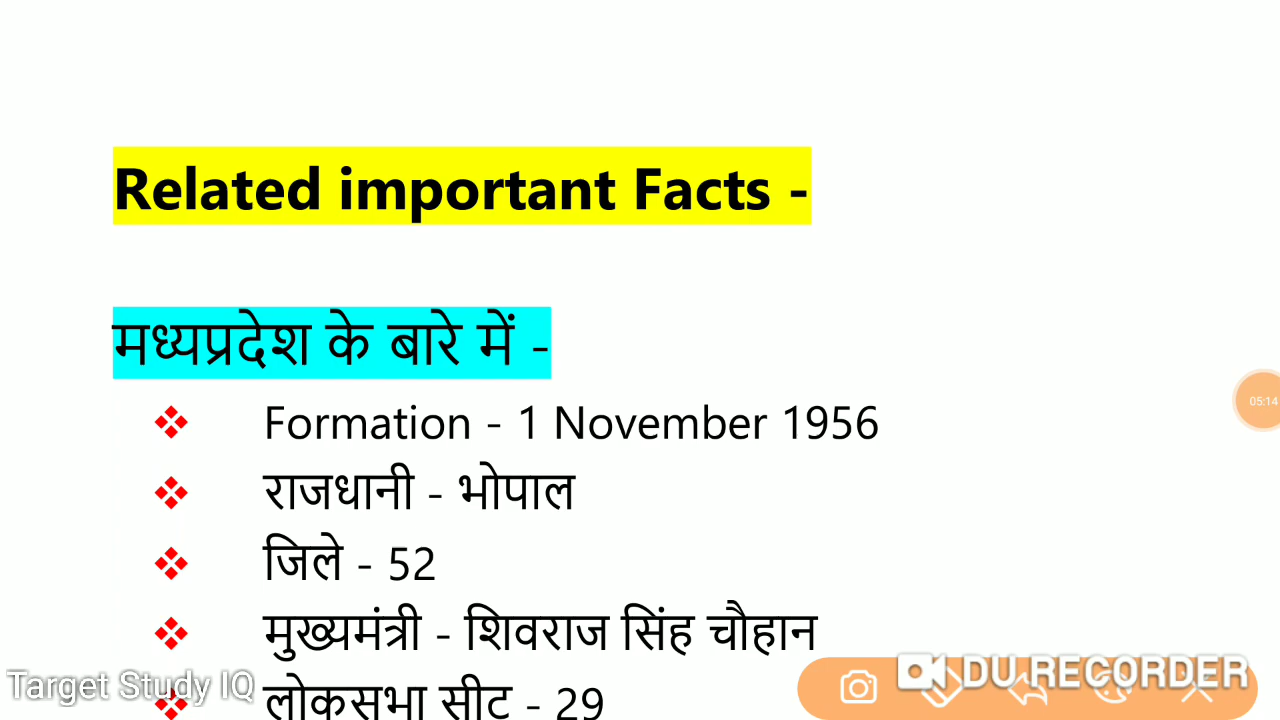 Related important Facts -
मध्यप्रदेश के बारे में -
Formation - 1 November 1956
राजधानी - भोपाल
जिले - 52
मुख्यमंत्री - शिवराज सिंह चौहान
लोकसभा सीट - 29
05:14
Target Study IQ
DU RECORDER